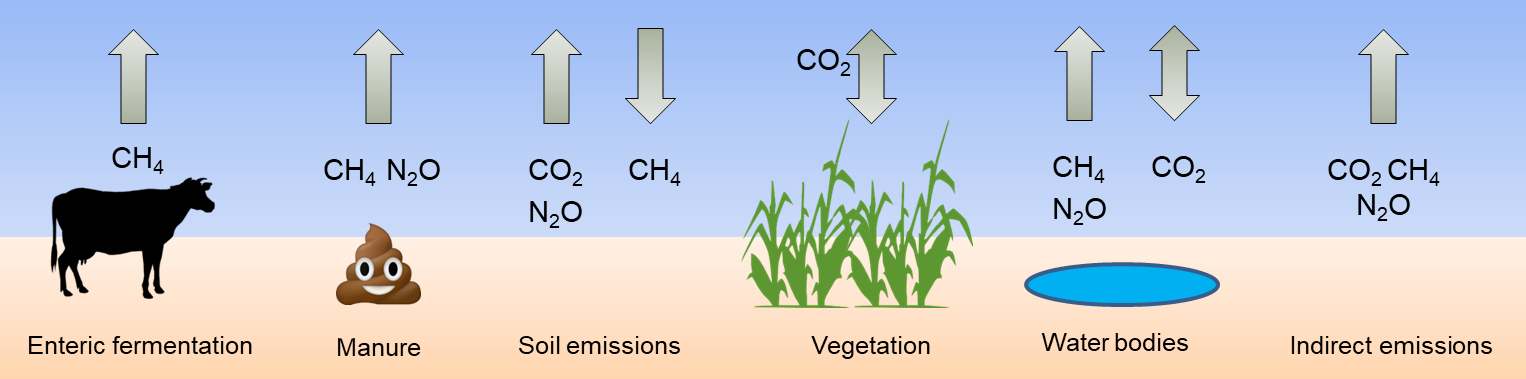 CH₄
Enteric fermentation
CH₄ N₂O
Manure
CO₂
N₂O
CH₄
Soil emissions
CO₂
Vegetation
CH₄
N₂O
CO₂
Water bodies
CO₂ CH₄
N₂O
Indirect emissions